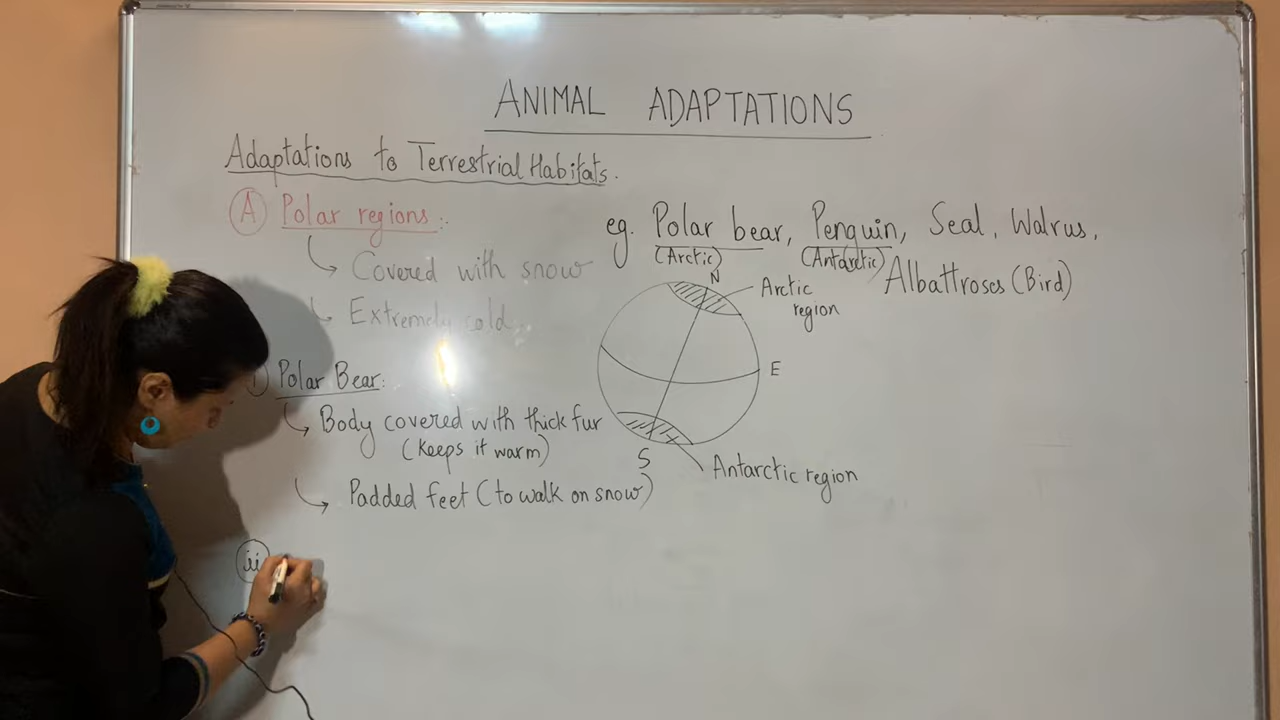 ANIMAL ADAPTATIONS
Adaptations to Terrestrial Habitats.
A Polar regions:
Covered with snow
Extremely cold
eg. Polar bear, Penguin, Seal, Walrus,
(Arctic) (Antarctic) Albattroses (Bird)
N
Arctic region
E
S
Antarctic region
Polar Bear:
Body covered with thick fur
(Keeps it warm)
Padded feet (to walk on snow)
ii